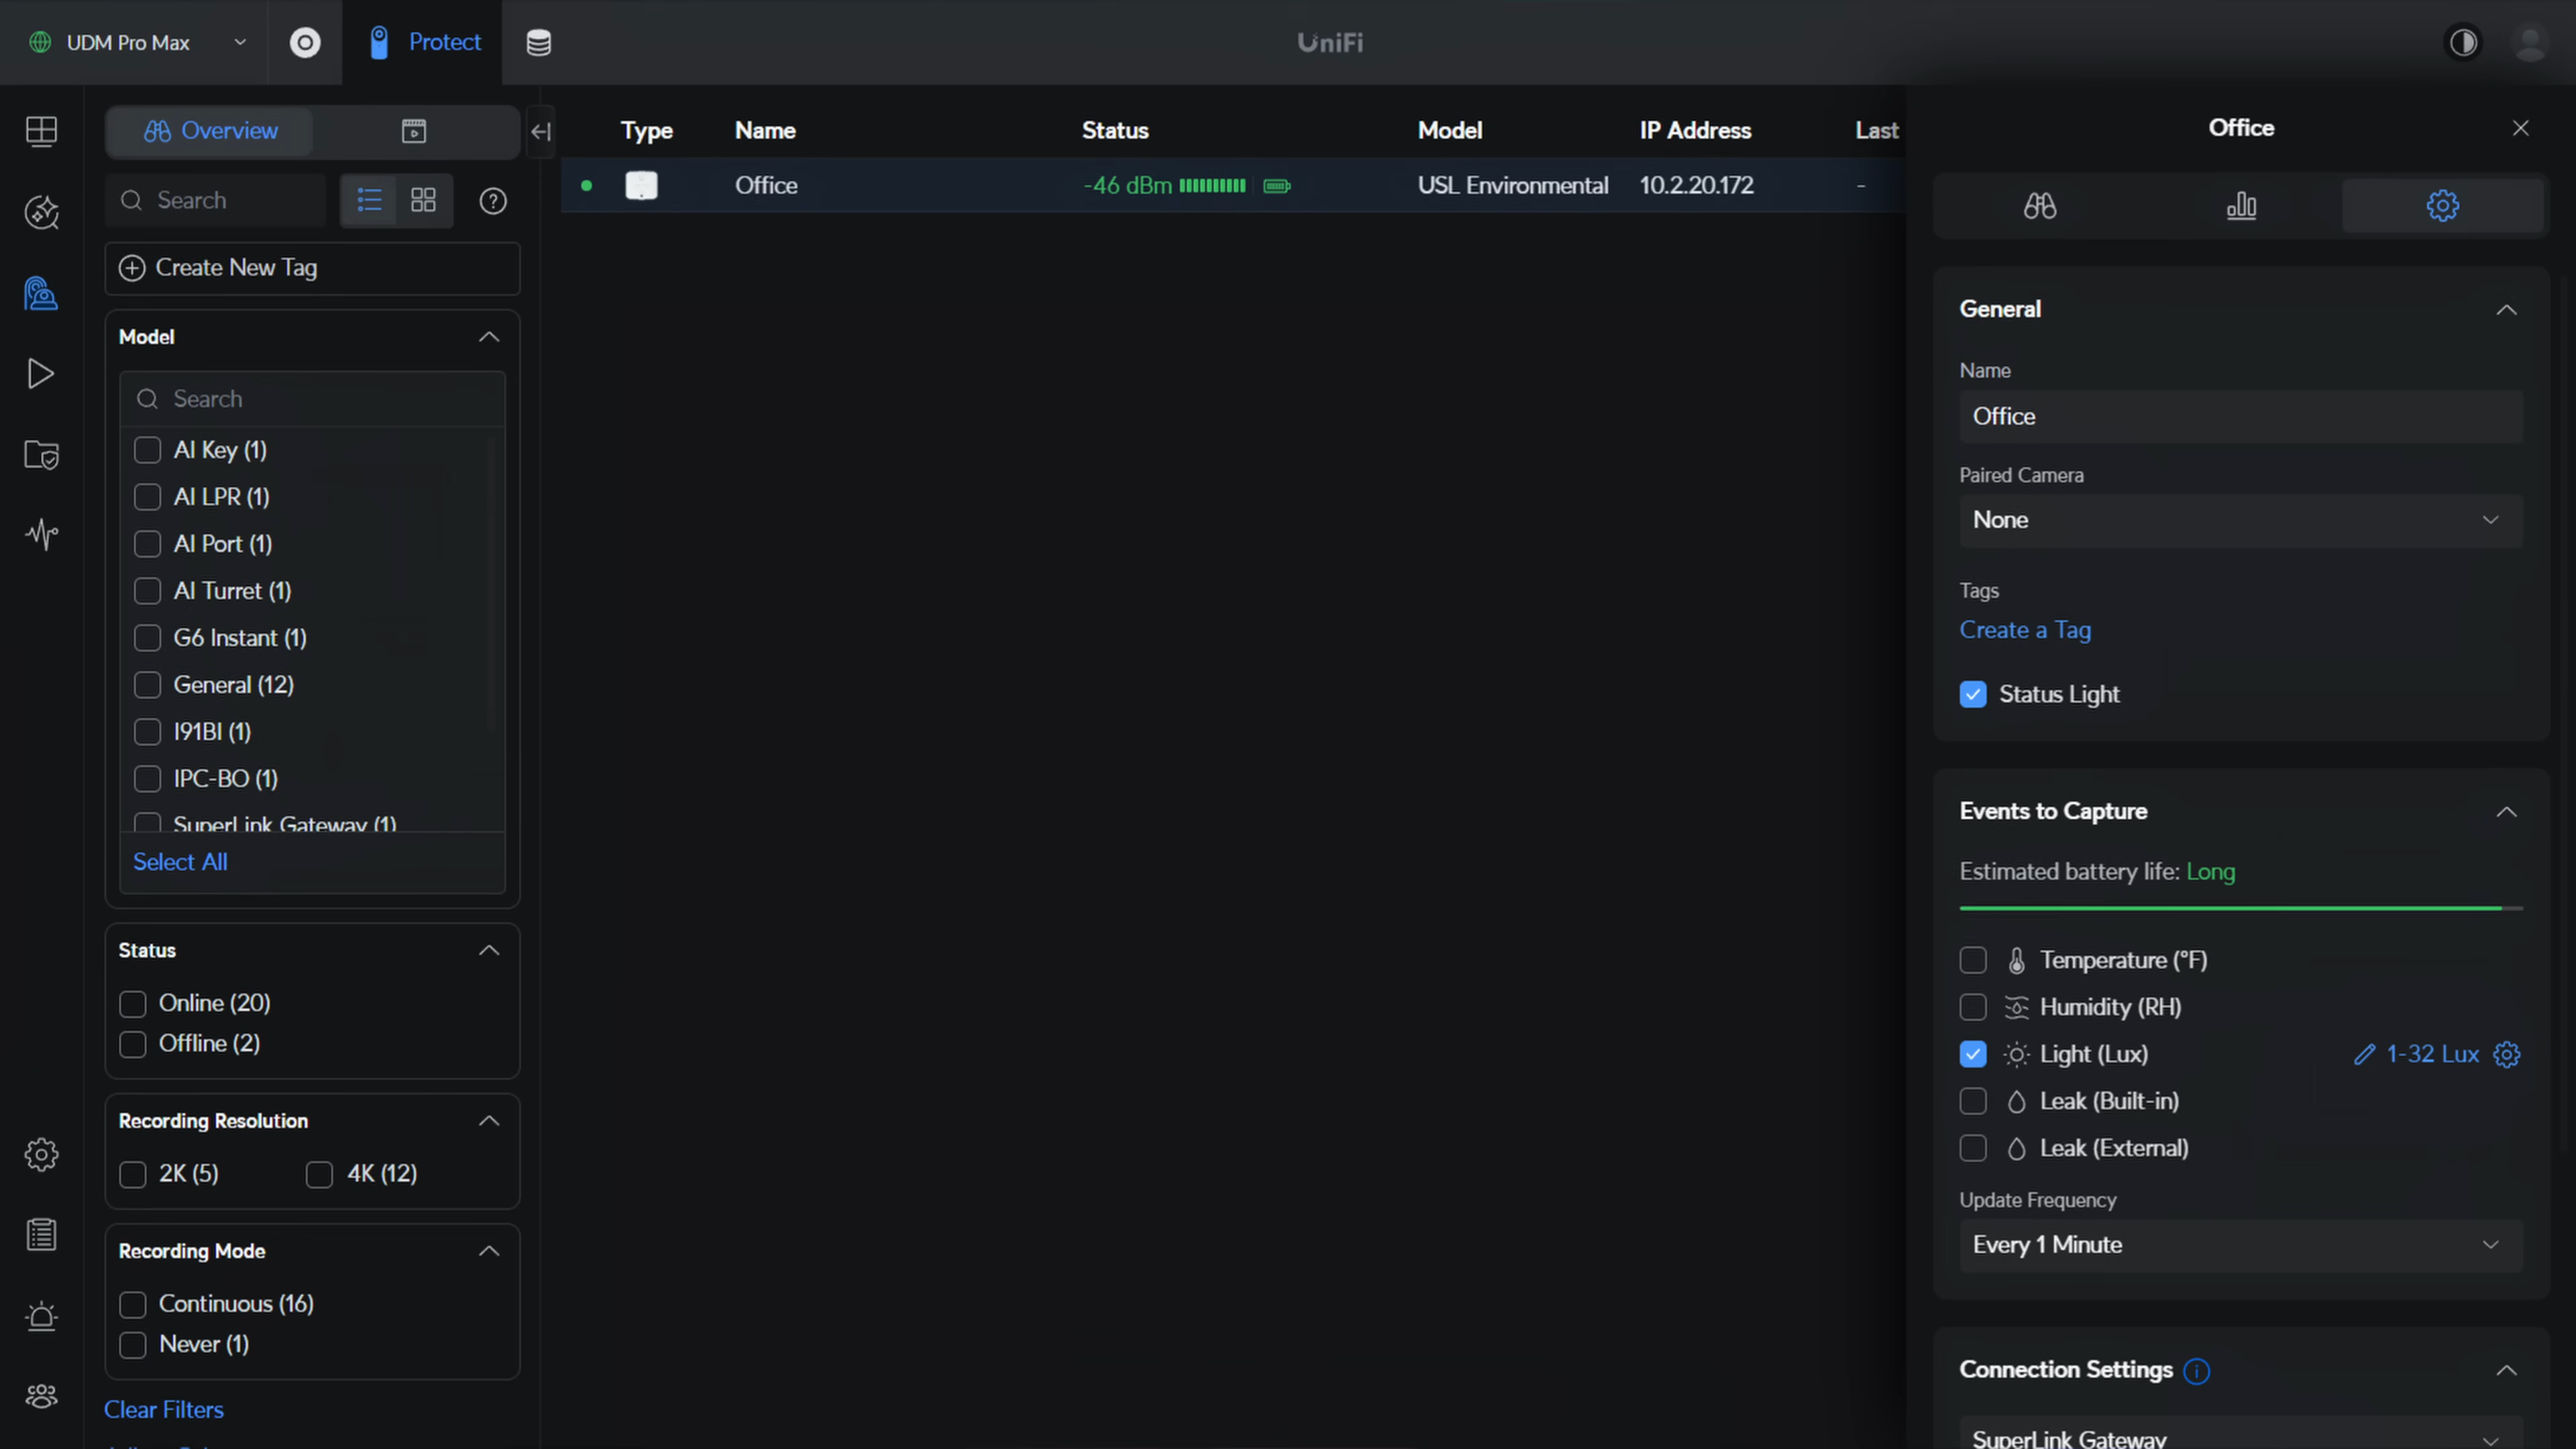 UDM Pro Max
Protect
UniFi
Overview
Search
Create New Tag
Model
Search
AI Key (1)
AI LPR (1)
AI Port (1)
AI Turret (1)
G6 Instant (1)
General (12)
I91BI (1)
IPC-BO (1)
SuperLink Gateway (1)
Select All
Status
Online (20)
Offline (2)
Recording Resolution
2K (5) 4K (12)
Recording Mode
Continuous (16)
Never (1)
Clear Filters
Type Name Status Model IP Address Last
Office -46 dBm USL Environmental 10.2.20.172 -
Office
General
Name
Office
Paired Camera
None
Tags
Create a Tag
Status Light
Events to Capture
Estimated battery life: Long
Temperature (°F)
Humidity (RH)
Light (Lux) 1-32 Lux
Leak (Built-in)
Leak (External)
Update Frequency
Every 1 Minute
Connection Settings
SuperLink Gateway